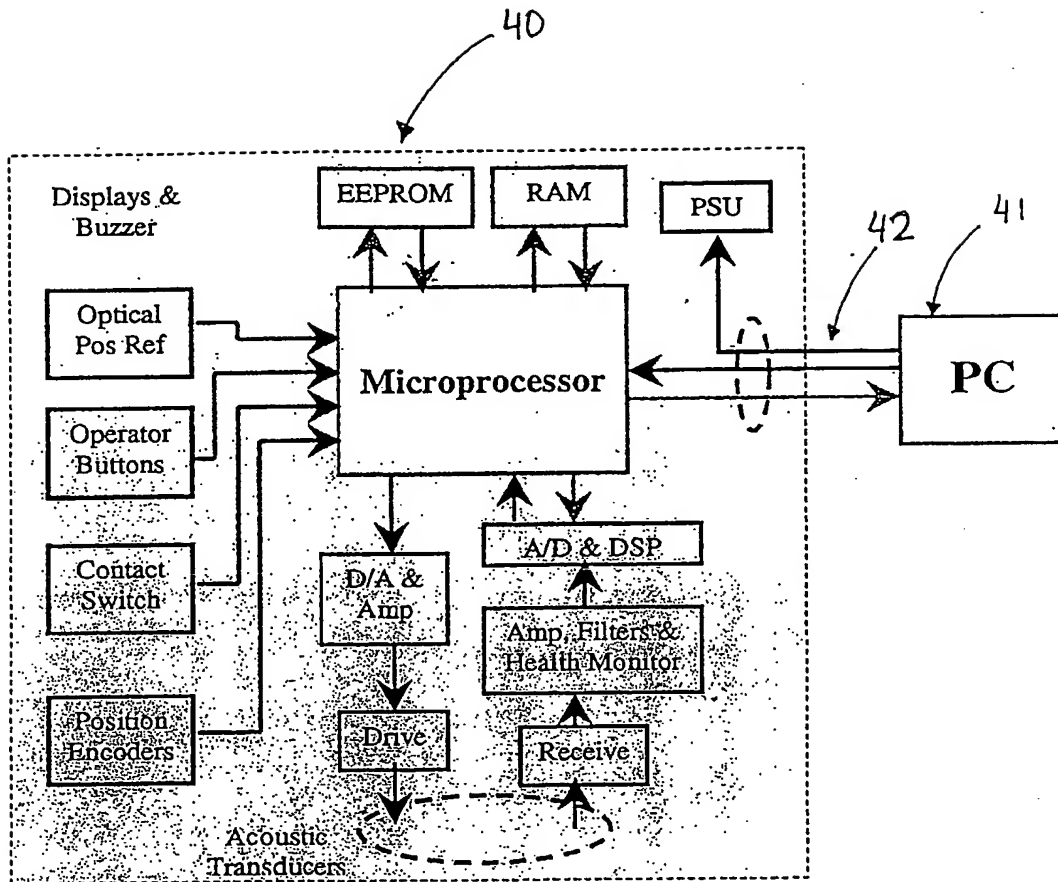 40
Displays &
Buzzer
EEPROM
RAM
PSU
42
41
Optical
Pos Ref
Microprocessor
PC
Operator
Buttons
Contact
Switch
D/A &
Amp
A/D & DSP
Amp, Filters &
Health Monitor
Position
Encoders
Drive
Receive
Acoustic
Transducers